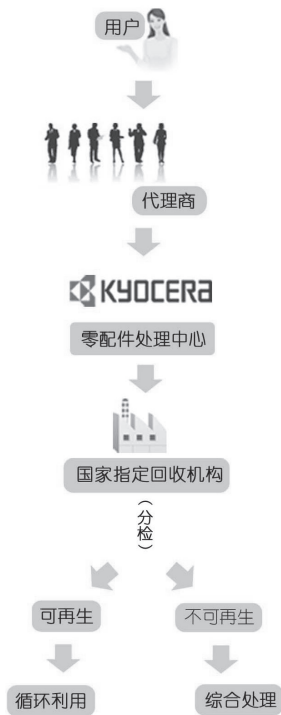 用户
代理商
KYOCERA
零配件处理中心
国家指定回收机构
（分检）
可再生 不可再生
循环利用 综合处理